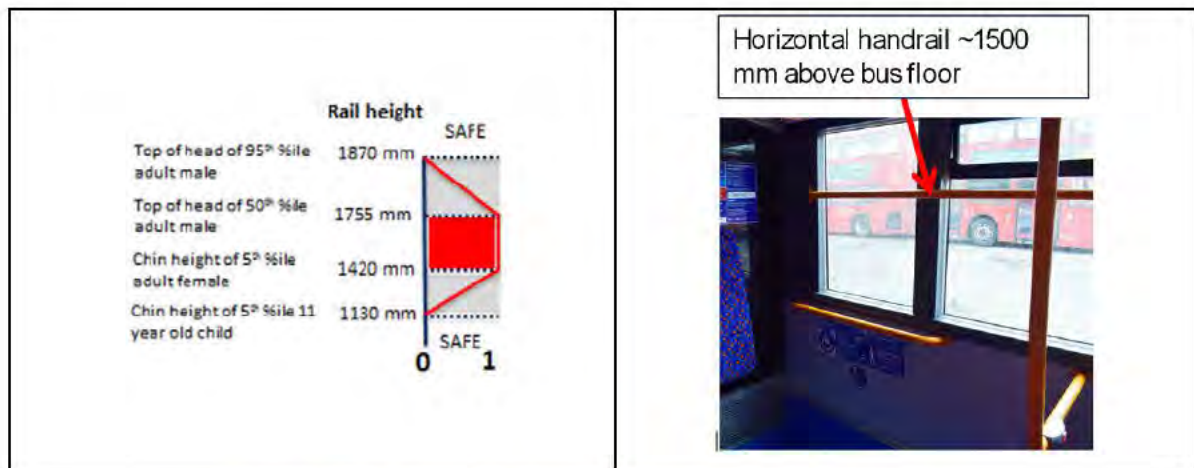 Rail height
SAFE
Top of head of 95th %ile
adult male
1870 mm
Top of head of 50th %ile
adult male
1755 mm
Chin height of 5th %ile
adult female
1420 mm
Chin height of 5th %ile 11
year old child
1130 mm
SAFE
0 1
Horizontal handrail ~1500
mm above bus floor